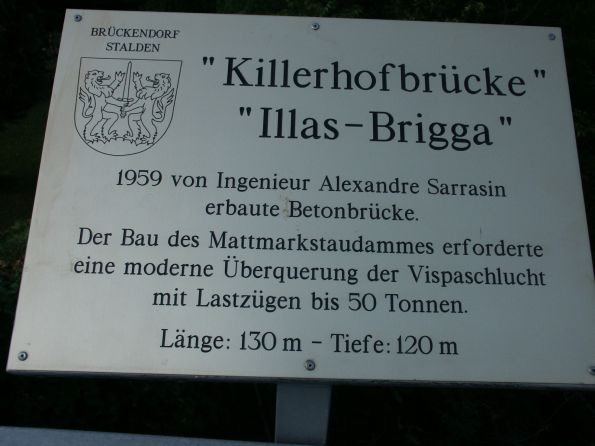 BRÜCKENDORF
STALDEN
"Killerhofbrücke"
"Illas-Brigga"
1959 von Ingenieur Alexandre Sarrasin
erbaute Betonbrücke.
Der Bau des Mattmarkstaudammes erforderte
eine moderne Überquerung der Vispaschlucht
mit Lastzügen bis 50 Tonnen.
Länge: 130 m - Tiefe: 120 m